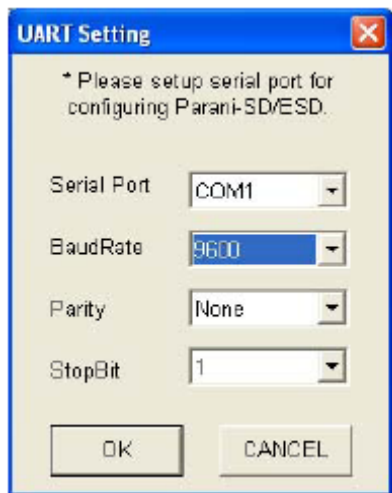 UART Setting
* Please setup serial port for
configuring Parani-SD/ESD.
Serial Port COM1
BaudRate 9600
Parity None
StopBit 1
OK CANCEL